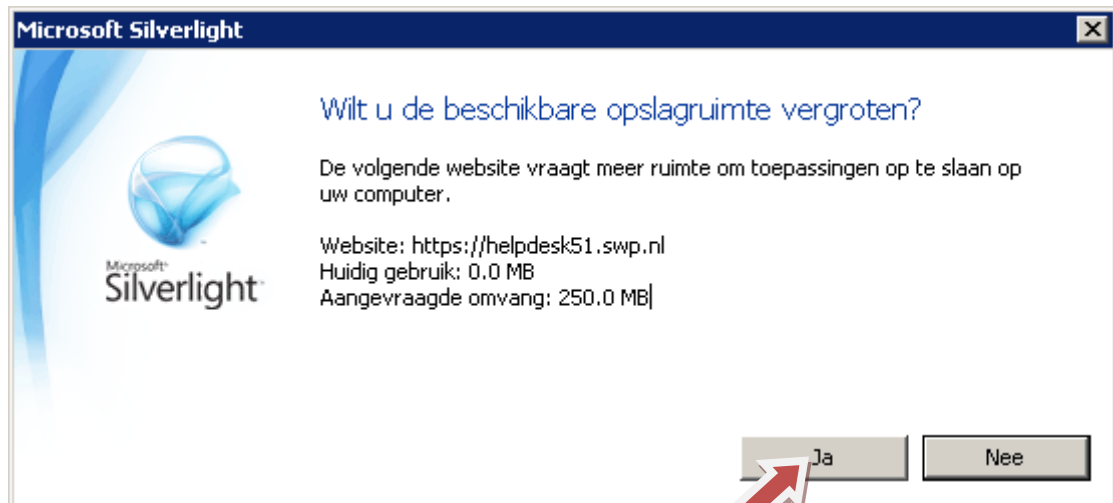 Microsoft Silverlight
Wilt u de beschikbare opslagruimte vergroten?
De volgende website vraagt meer ruimte om toepassingen op te slaan op
uw computer.
Website: https://helpdesk51.swp.nl
Huidig gebruik: 0.0 MB
Aangevraagde omvang: 250.0 MB
Microsoft
Silverlight
Ja
Nee